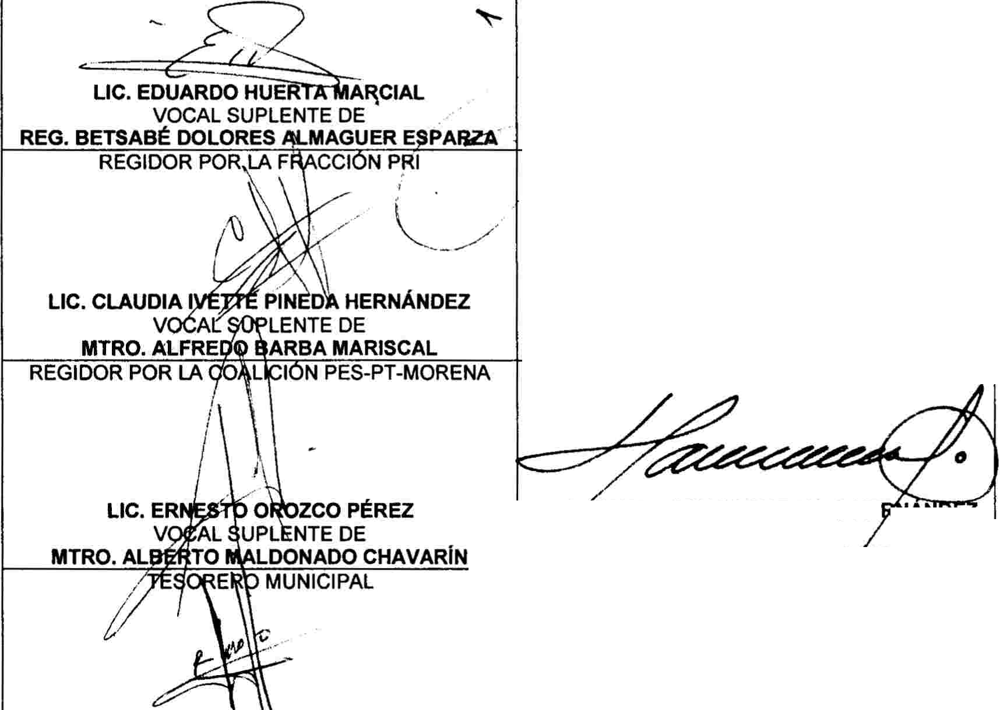 LIC. EDUARDO HUERTA MARCIAL
VOCAL SUPLENTE DE
REG. BETSABÉ DOLORES ALMAGUER ESPARZA
REGIDOR POR LA FRACCIÓN PRI
LIC. CLAUDIA IVETTE PINEDA HERNÁNDEZ
VOCAL SUPLENTE DE
MTRO. ALFREDO BARBA MARISCAL
REGIDOR POR LA COALICIÓN PES-PT-MORENA
LIC. ERNESTO OROZCO PÉREZ
VOCAL SUPLENTE DE
MTRO. ALBERTO MALDONADO CHAVARÍN
TESORERO MUNICIPAL